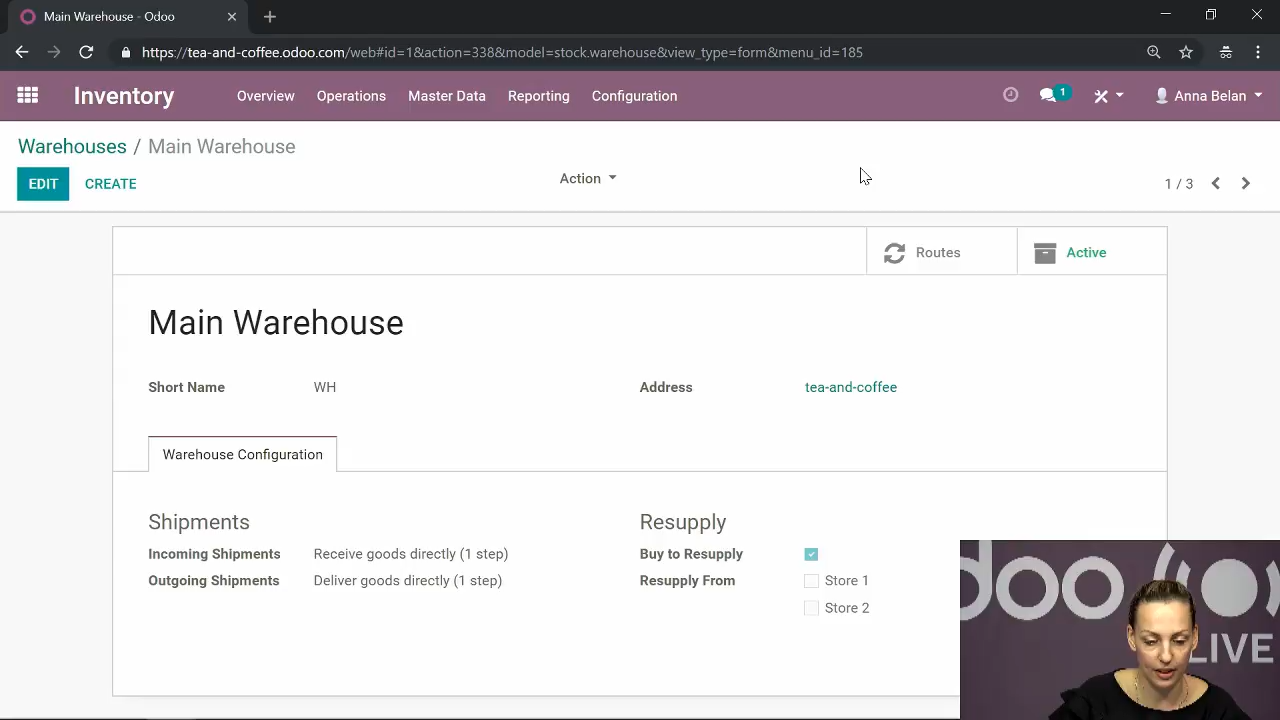 Main Warehouse - Odoo
https://tea-and-coffee.odoo.com/web#id=1&action=338&model=stock.warehouse&view_type=form&menu_id=185
Inventory Overview Operations Master Data Reporting Configuration 1 Anna Belan
Warehouses / Main Warehouse
EDIT CREATE Action 1 / 3
Routes Active
Main Warehouse
Short Name WH Address tea-and-coffee
Warehouse Configuration
Shipments Resupply
Incoming Shipments Receive goods directly (1 step) Buy to Resupply
Outgoing Shipments Deliver goods directly (1 step) Resupply From Store 1
Store 2
doo
LIVE